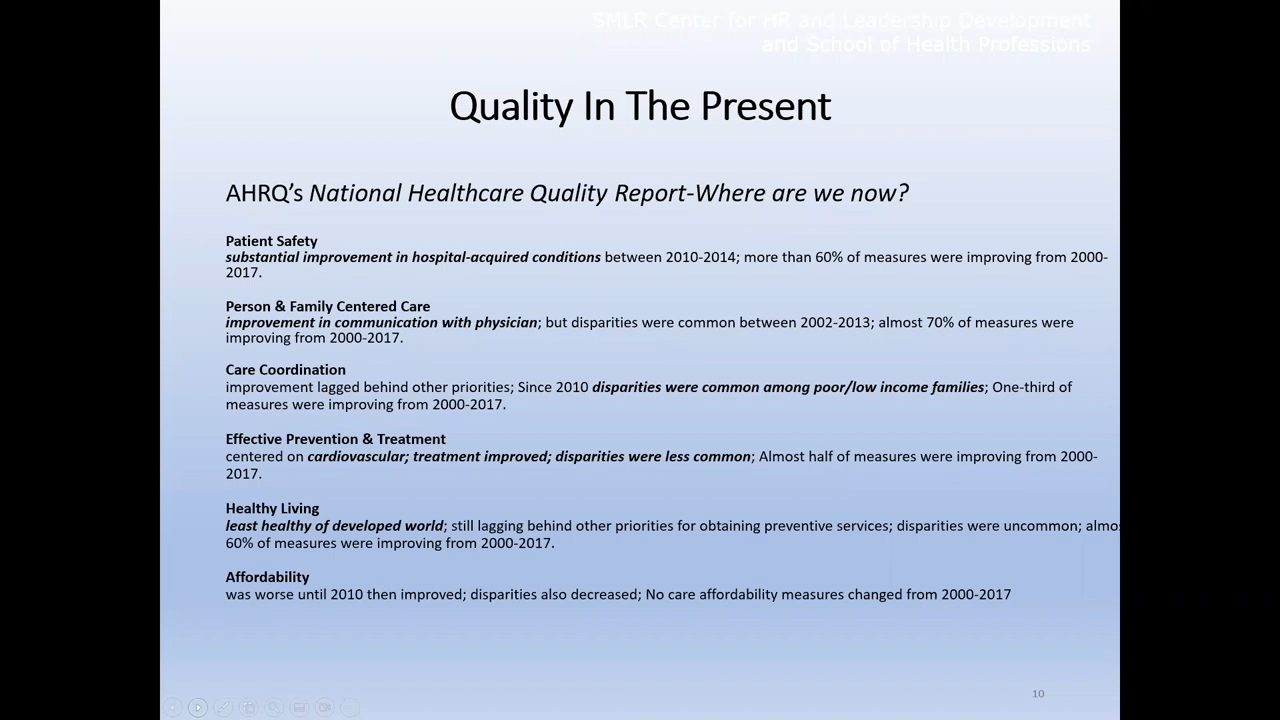 SMLR Center for HR and Leadership Development
and School of Health Professions
Quality In The Present
AHRQ’s National Healthcare Quality Report-Where are we now?
Patient Safety
substantial improvement in hospital-acquired conditions between 2010-2014; more than 60% of measures were improving from 2000-
2017.
Person & Family Centered Care
improvement in communication with physician; but disparities were common between 2002-2013; almost 70% of measures were
improving from 2000-2017.
Care Coordination
improvement lagged behind other priorities; Since 2010 disparities were common among poor/low income families; One-third of
measures were improving from 2000-2017.
Effective Prevention & Treatment
centered on cardiovascular; treatment improved; disparities were less common; Almost half of measures were improving from 2000-
2017.
Healthy Living
least healthy of developed world; still lagging behind other priorities for obtaining preventive services; disparities were uncommon;
60% of measures were improving from 2000-2017.
Affordability
was worse until 2010 then improved; disparities also decreased; No care affordability measures changed from 2000-2017
10